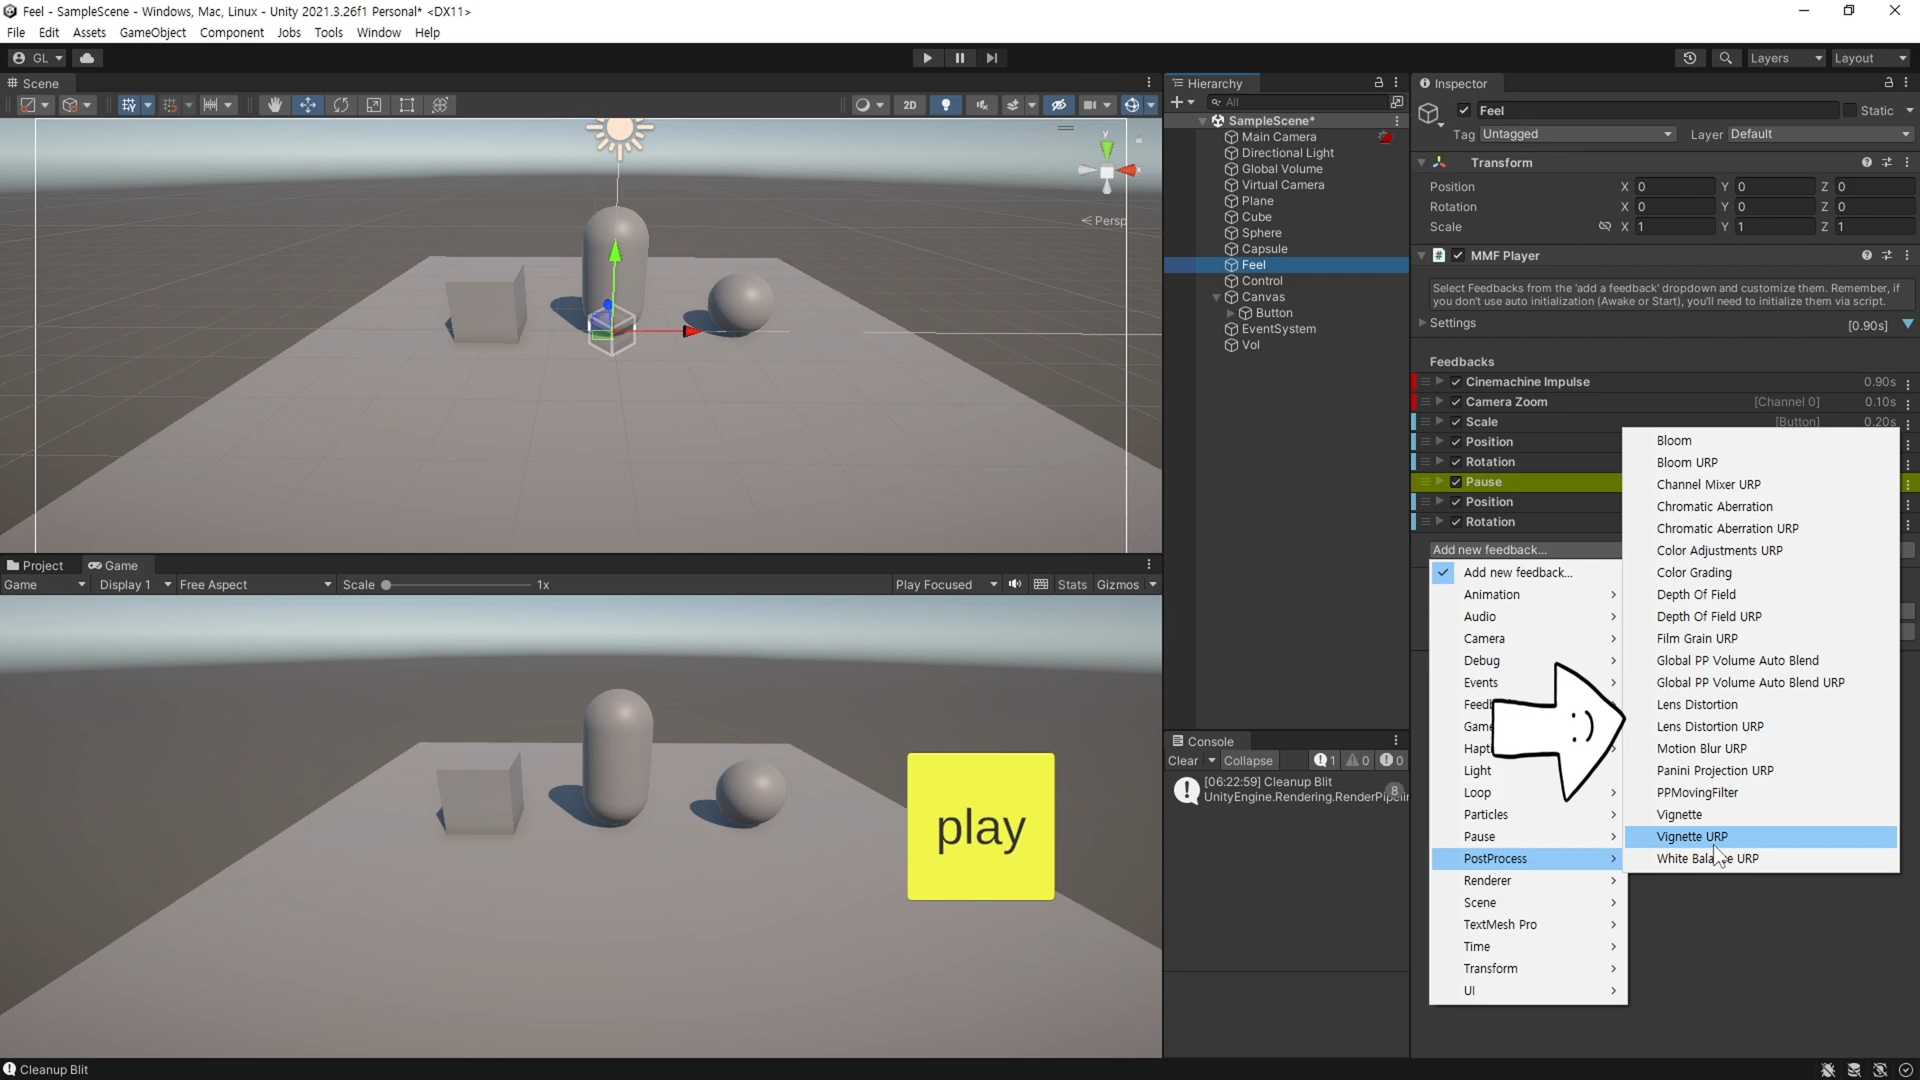 Feel - SampleScene - Windows, Mac, Linux - Unity 2021.3.26f1 Personal* <DX11>
File Edit Assets GameObject Component Jobs Tools Window Help
GL Layers Layout
Scene
2D
y
x
Persp
Project Game
Game Display 1 Free Aspect Scale 1x Play Focused Stats Gizmos
play
Hierarchy
All
SampleScene*
Main Camera
Directional Light
Global Volume
Virtual Camera
Plane
Cube
Sphere
Capsule
Feel
Control
Canvas
Button
EventSystem
Vol
Console
Clear Collapse 1 0 0
[06:22:59] Cleanup Blit
UnityEngine.Rendering.RenderPipelin
8
Inspector
Feel Static
Tag Untagged Layer Default
Transform
Position X 0 Y 0 Z 0
Rotation X 0 Y 0 Z 0
Scale X 1 Y 1 Z 1
MMF Player
Select Feedbacks from the 'add a feedback' dropdown and customize them. Remember, if
you don't use auto initialization (Awake or Start), you'll need to initialize them via script.
Settings [0.90s]
Feedbacks
Cinemachine Impulse 0.90s
Camera Zoom [Channel 0] 0.10s
Scale [Button] 0.20s
Position
Rotation
Pause
Position
Rotation
Add new feedback...
Add new feedback...
Animation
Audio
Camera
Debug
Events
Feedb
Game
Hapti
Light
Loop
Particles
Pause
PostProcess
Renderer
Scene
TextMesh Pro
Time
Transform
UI
Bloom
Bloom URP
Channel Mixer URP
Chromatic Aberration
Chromatic Aberration URP
Color Adjustments URP
Color Grading
Depth Of Field
Depth Of Field URP
Film Grain URP
Global PP Volume Auto Blend
Global PP Volume Auto Blend URP
Lens Distortion
Lens Distortion URP
Motion Blur URP
Panini Projection URP
PPMovingFilter
Vignette
Vignette URP
White Balance URP
Cleanup Blit